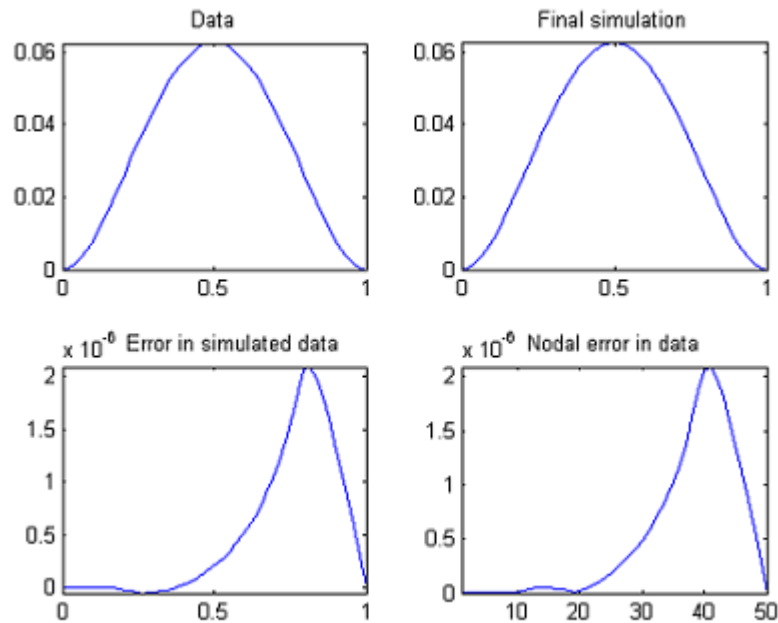 Data
0.06
0.04
0.02
0
0 0.5 1
Final simulation
0.06
0.04
0.02
0
0 0.5 1
x 10^-6 Error in simulated data
2
1.5
1
0.5
0
0 0.5 1
x 10^-6 Nodal error in data
2
1.5
1
0.5
0
10 20 30 40 50